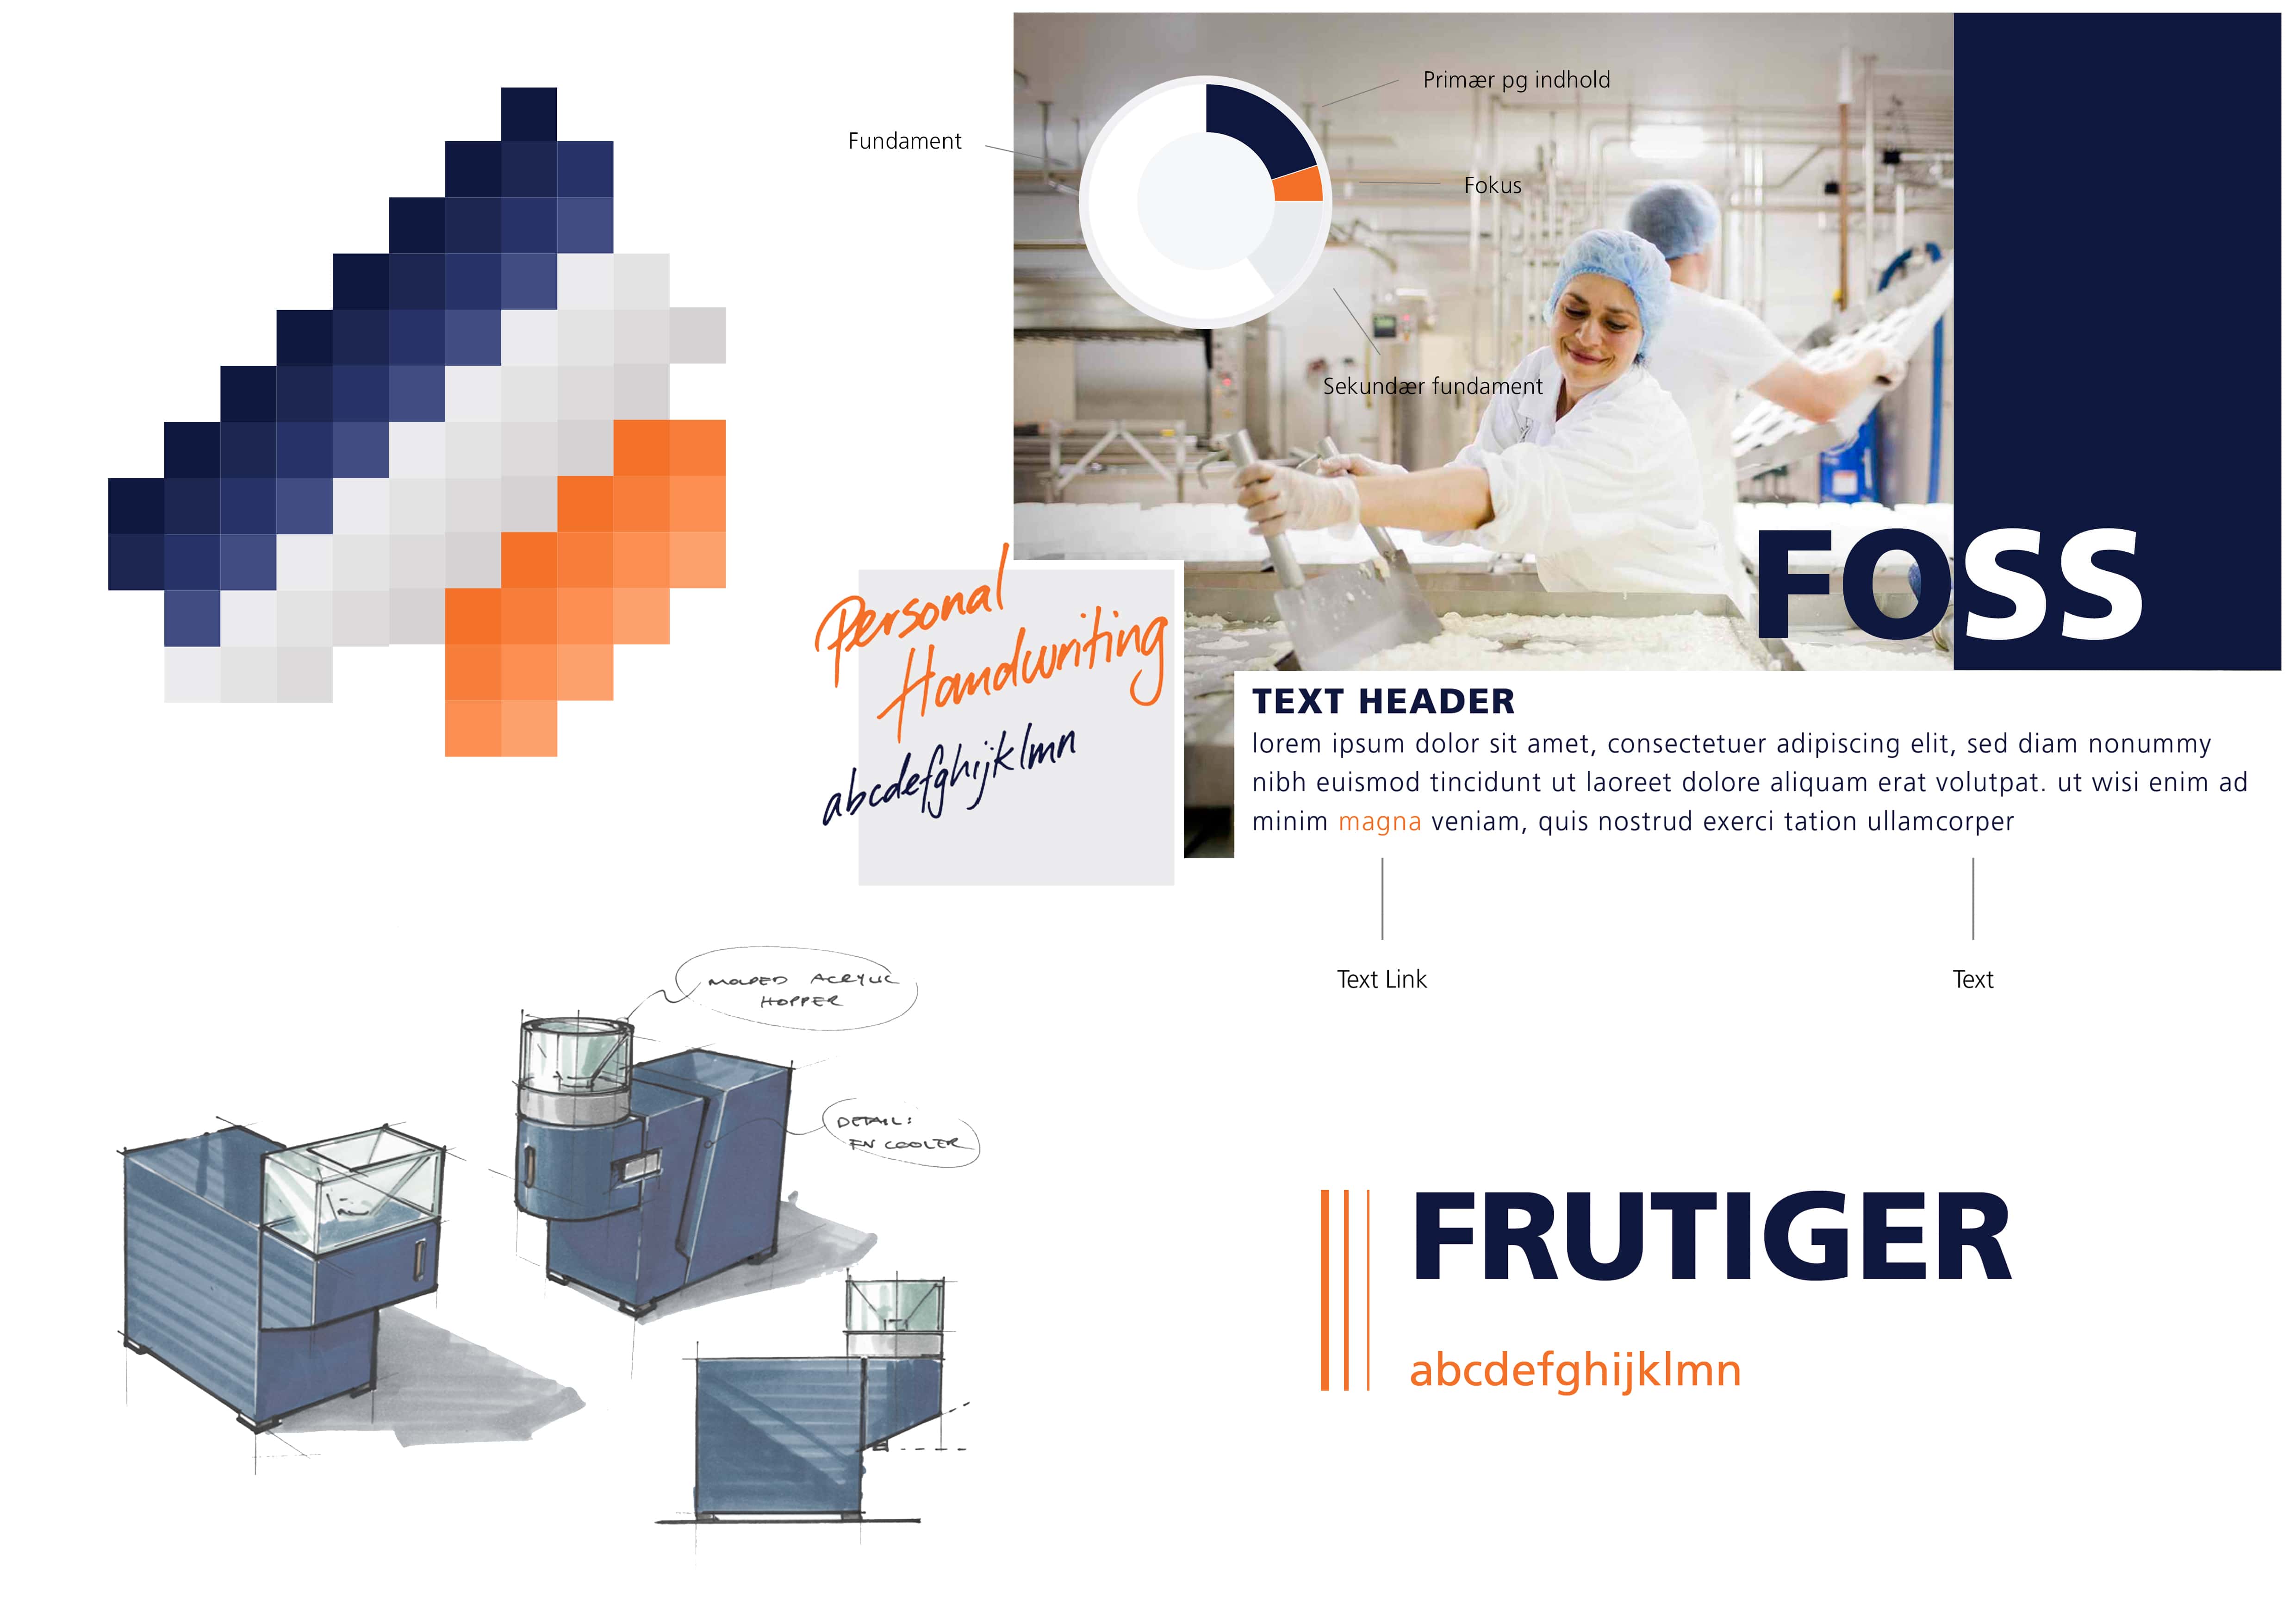 Primær pg indhold
Fundament
Fokus
Sekundær fundament
FOSS
Personal
Handwriting
abcdefghijklmn
TEXT HEADER
lorem ipsum dolor sit amet, consectetuer adipiscing elit, sed diam nonummy
nibh euismod tincidunt ut laoreet dolore aliquam erat volutpat. ut wisi enim ad
minim magna veniam, quis nostrud exerci tation ullamcorper
Text Link
Text
MOLDED ACRYLIC
HOPPER
DETAIL:
EN COOLER
FRUTIGER
abcdefghijklmn